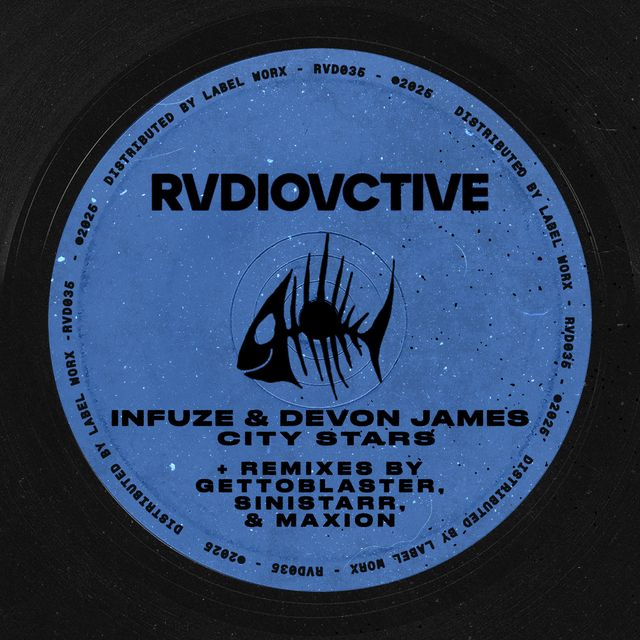 DISTRIBUTED BY LABEL WORX - RVD035 - ©2025 DISTRIBUTED BY LABEL WORX - RVD035 - ©2025 DISTRIBUTED BY LABEL WORX - RVD035 - ©2025 DISTRIBUTED BY LABEL WORX - RVD035 - ©2025
RVDIOVCTIVE
INFUZE & DEVON JAMES
CITY STARS
+ REMIXES BY
GETTOBLASTER,
SINISTARR,
& MAXION